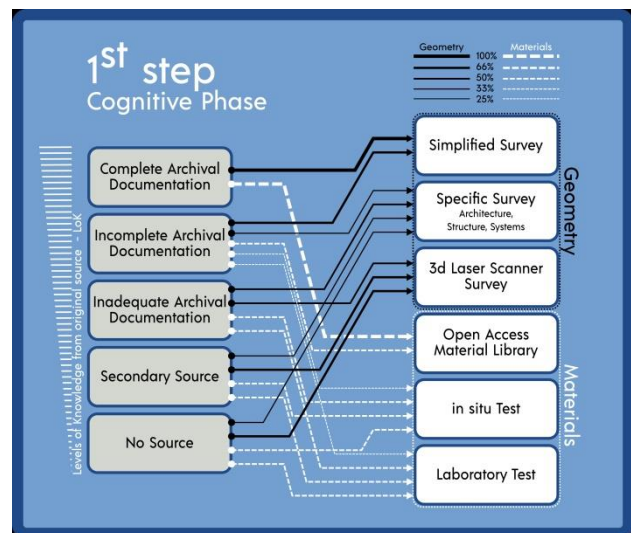 1st step
Cognitive Phase
Geometry Materials
100%
66%
50%
33%
25%
Levels of Knowledge from original source - LoK
Complete Archival
Documentation
Incomplete Archival
Documentation
Inadequate Archival
Documentation
Secondary Source
No Source
Simplified Survey
Specific Survey
Architecture,
Structure, Systems
3d Laser Scanner
Survey
Geometry
Open Access
Material Library
in situ Test
Laboratory Test
Materials